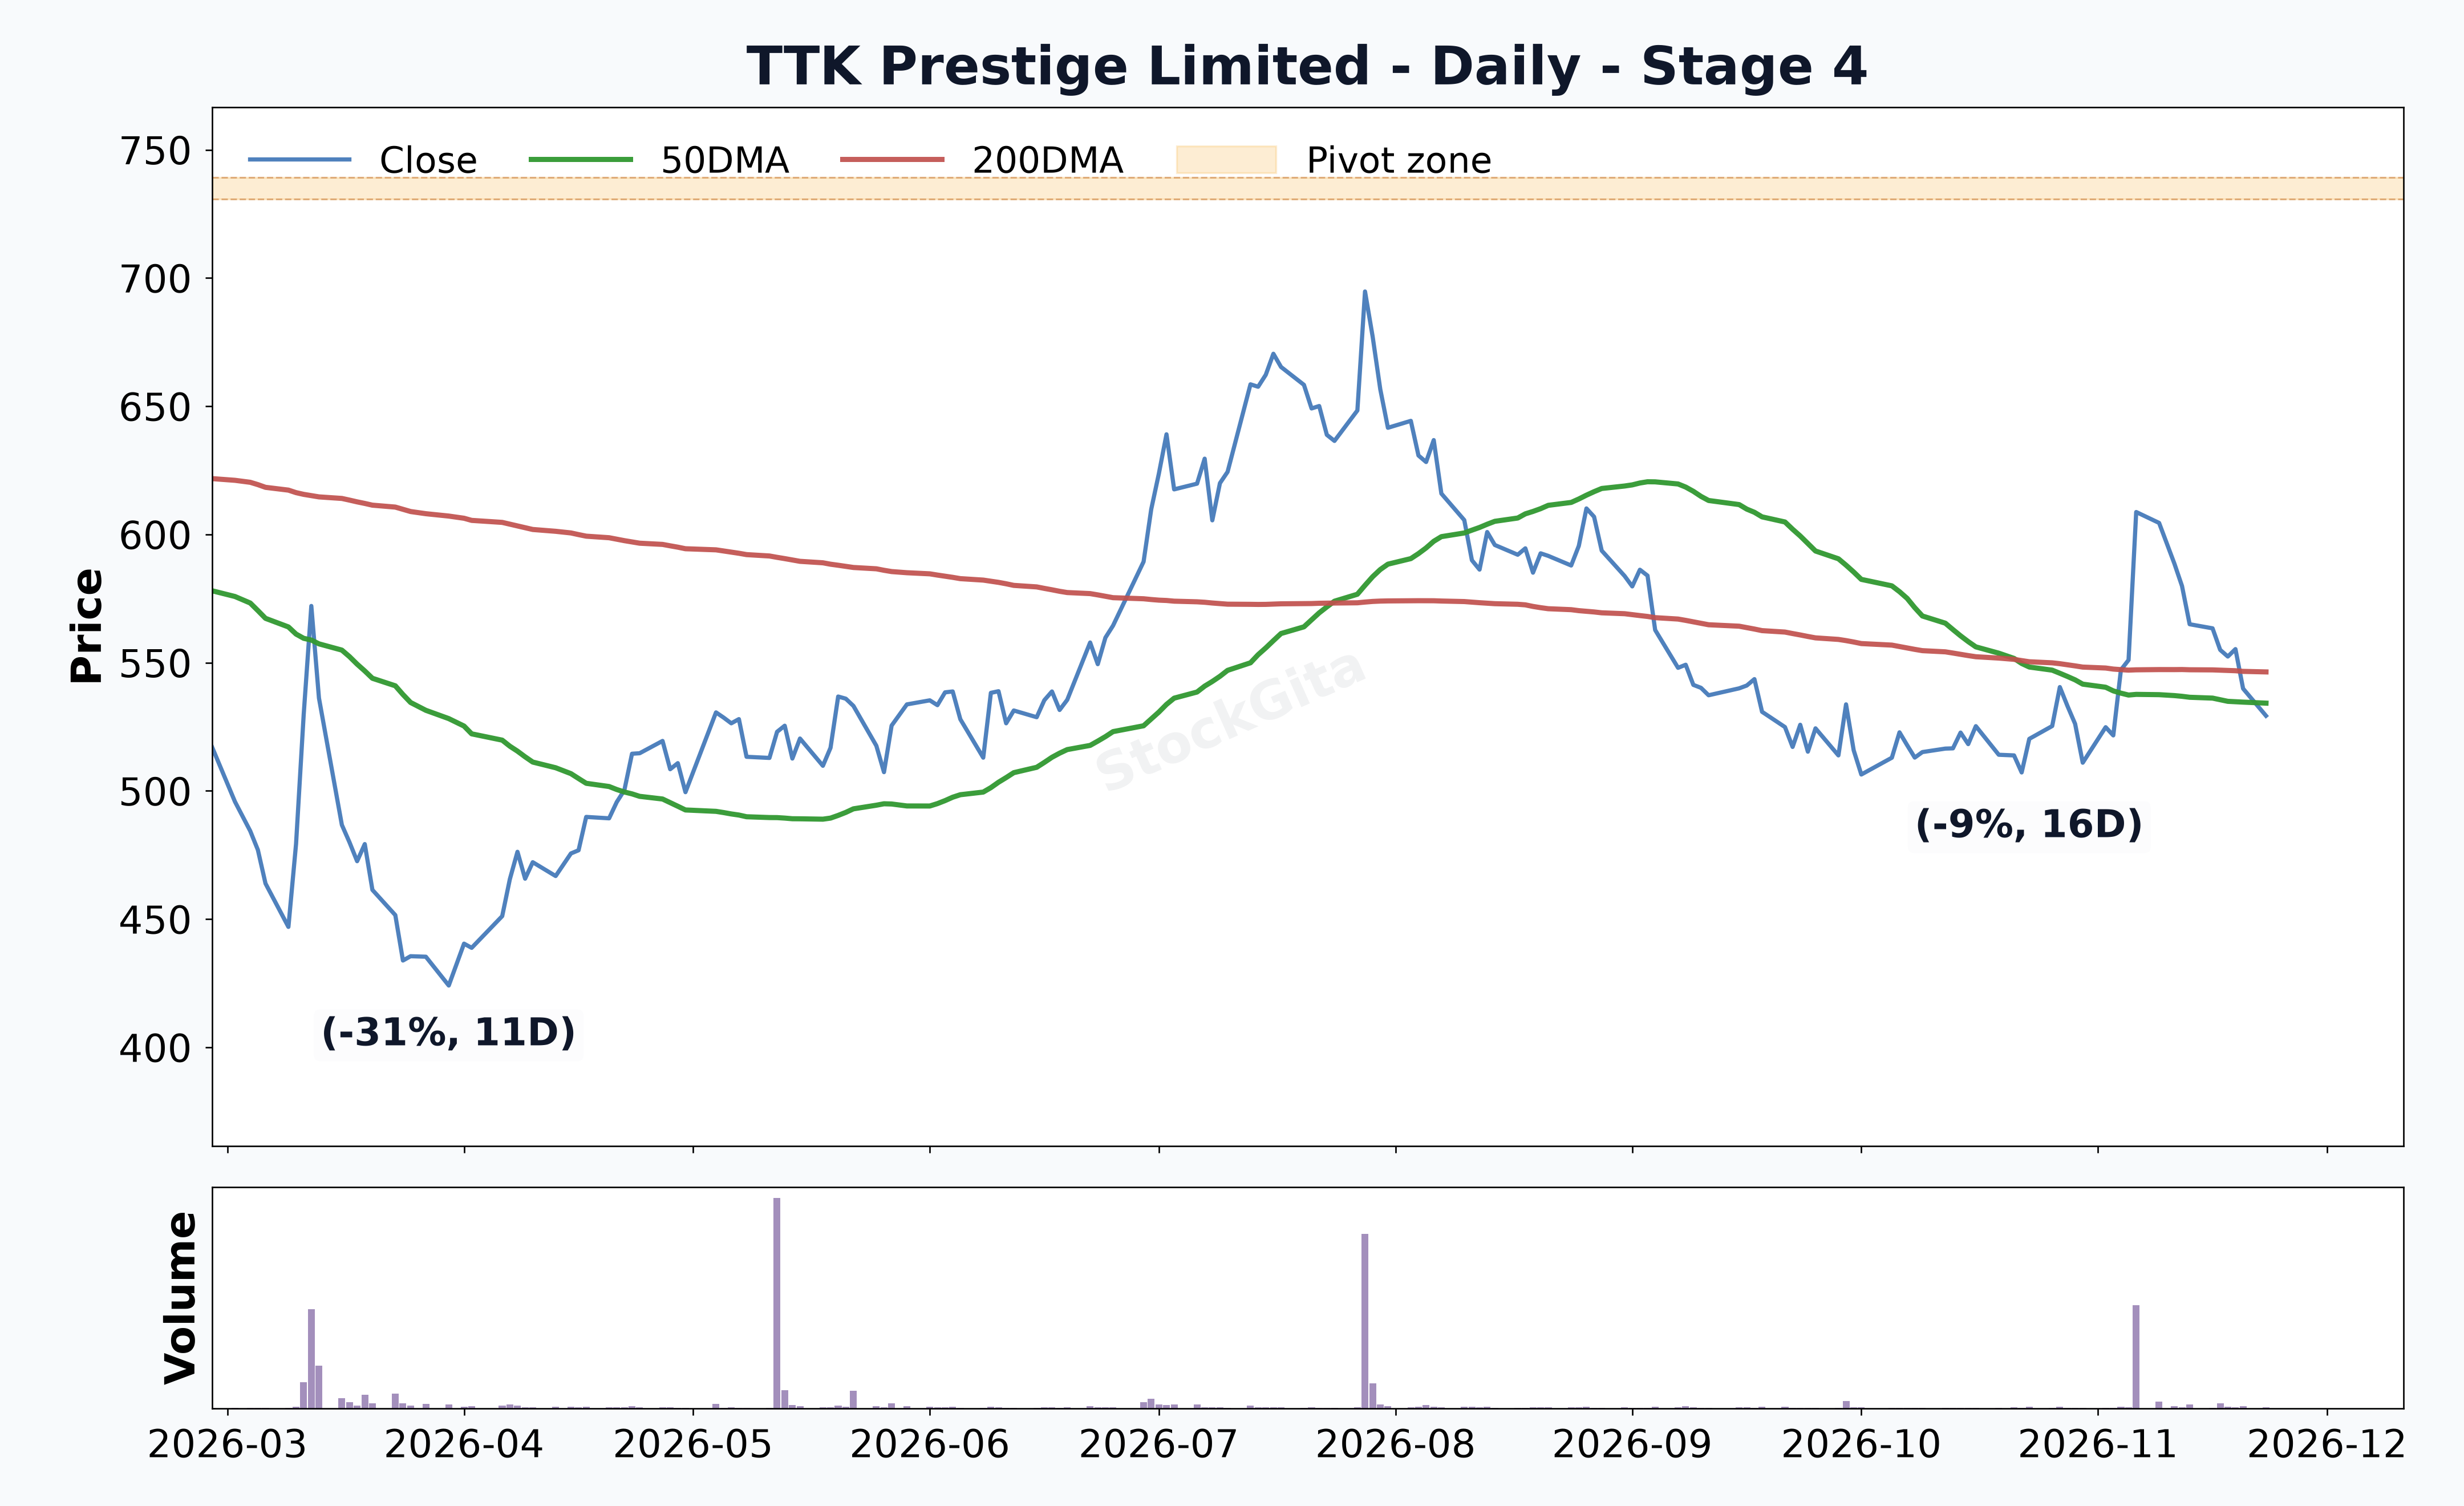 TTK Prestige Limited - Daily - Stage 4
Close 50DMA 200DMA Pivot zone
750
700
650
600
550
500
450
400
Price
StockGita
(-9%, 16D)
(-31%, 11D)
Volume
2026-03 2026-04 2026-05 2026-06 2026-07 2026-08 2026-09 2026-10 2026-11 2026-12